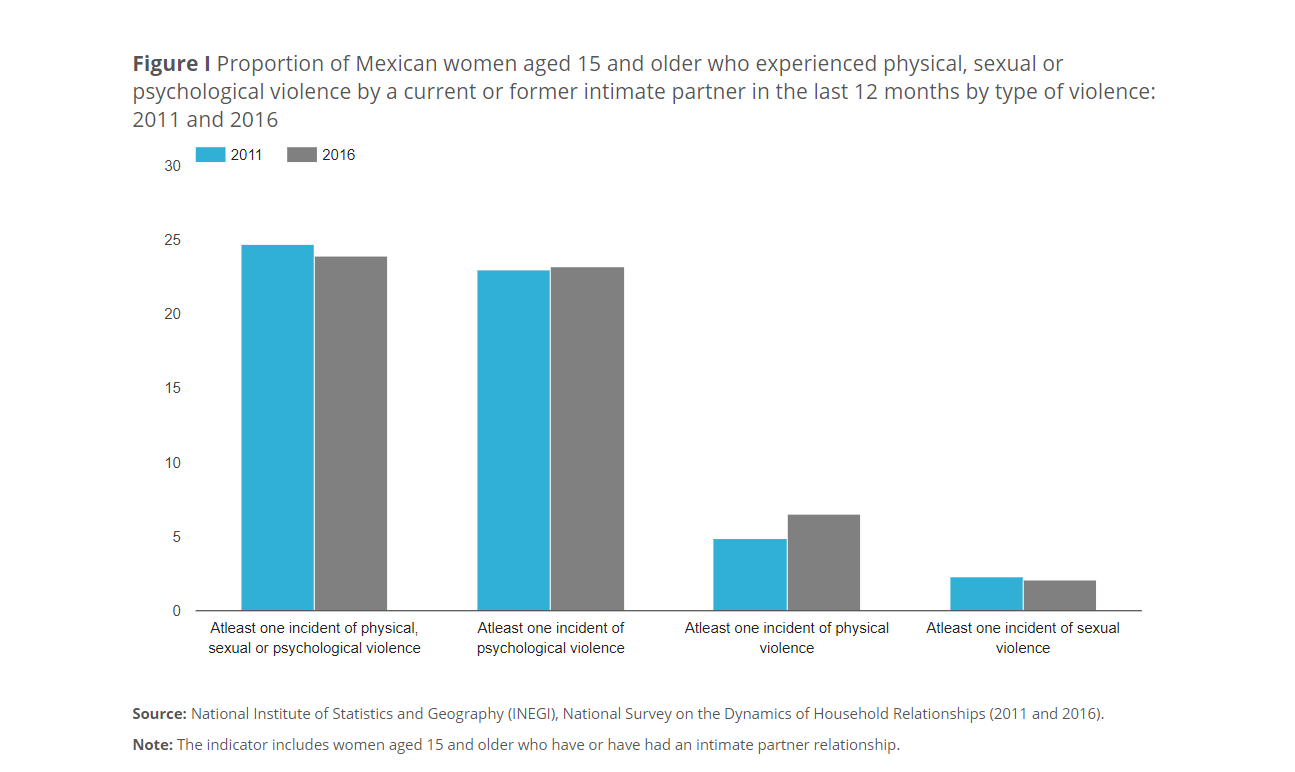 Figure I Proportion of Mexican women aged 15 and older who experienced physical, sexual or
psychological violence by a current or former intimate partner in the last 12 months by type of violence:
2011 and 2016
2011
2016
30
25
20
15
10
5
0
Atleast one incident of physical,
sexual or psychological violence
Atleast one incident of
psychological violence
Atleast one incident of physical
violence
Atleast one incident of sexual
violence
Source: National Institute of Statistics and Geography (INEGI), National Survey on the Dynamics of Household Relationships (2011 and 2016).
Note: The indicator includes women aged 15 and older who have or have had an intimate partner relationship.